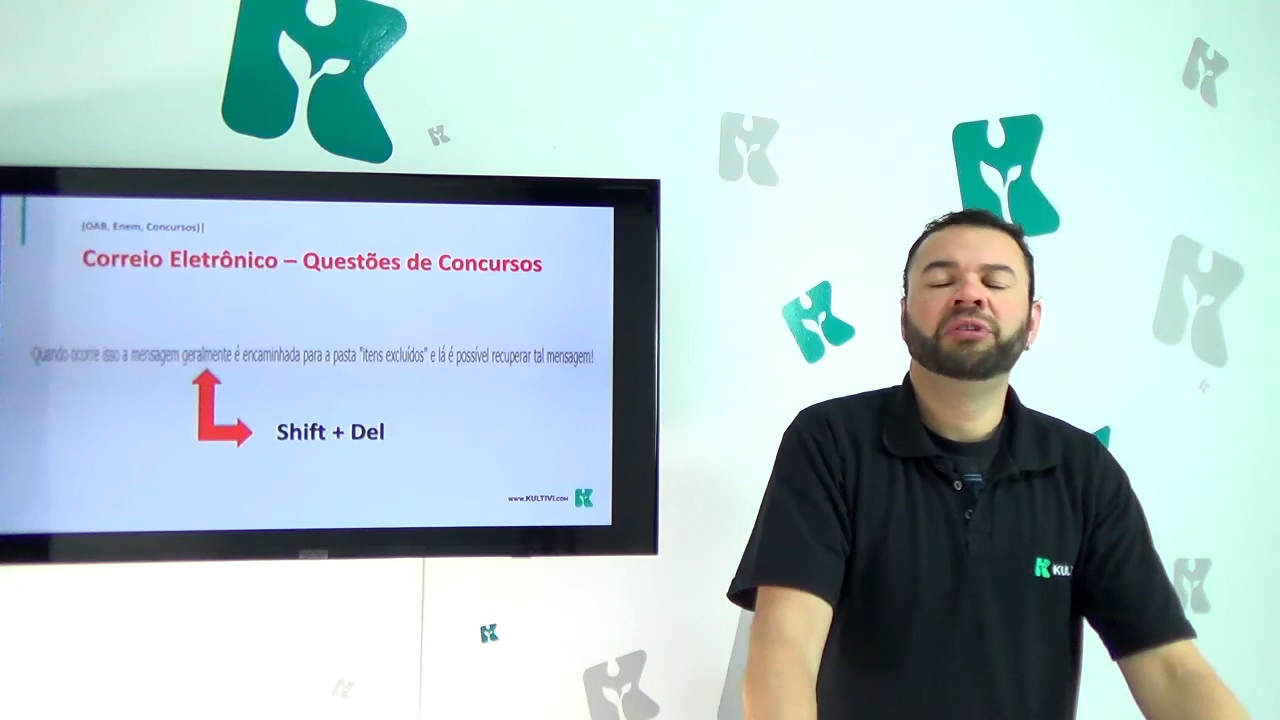 (OAB, Enem, Concursos)|
Correio Eletrônico – Questões de Concursos
Quando ocorre isso a mensagem geralmente é encaminhada para a pasta "itens excluídos" e lá é possível recuperar tal mensagem!
Shift + Del
www.KULTIVI.COM
KUL